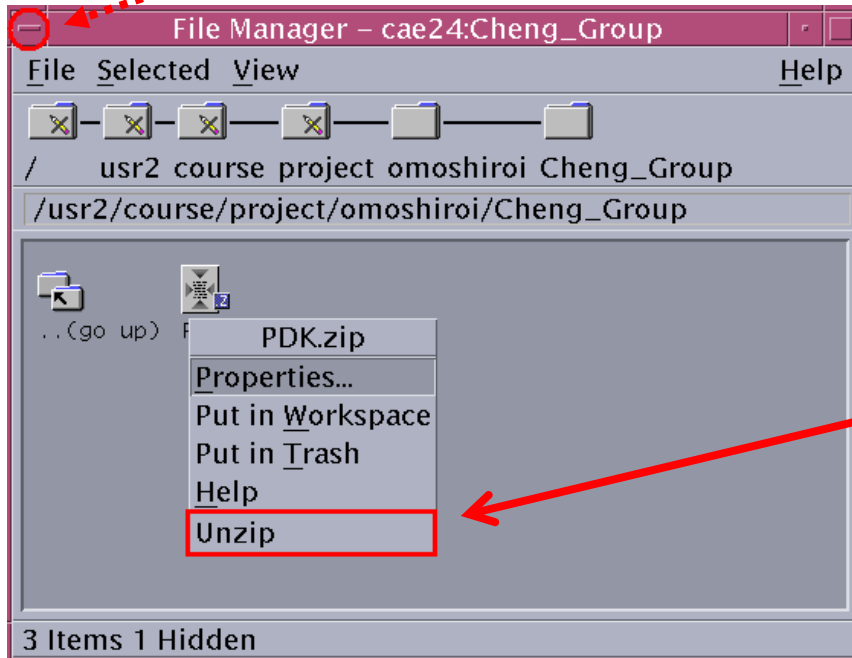 File Manager – cae24:Cheng_Group
File Selected View Help
/ usr2 course project omoshiroi Cheng_Group
/usr2/course/project/omoshiroi/Cheng_Group
..(go up)
.Z
PDK.zip
Properties...
Put in Workspace
Put in Trash
Help
Unzip
3 Items 1 Hidden